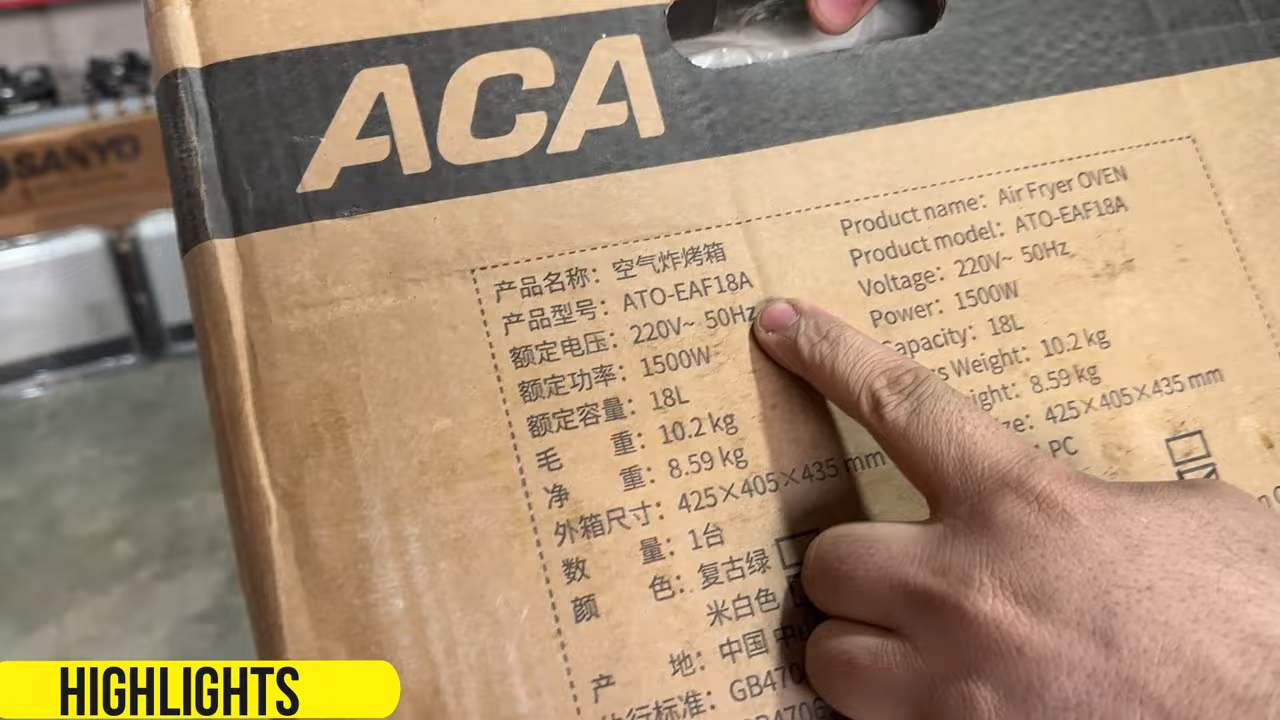 ACA
SANYO
产品名称：空气炸烤箱
产品型号：ATO-EAF18A
额定电压：220V~ 50Hz
额定功率：1500W
额定容量：18L
毛 重：10.2 kg
净 重：8.59 kg
外箱尺寸：425×405×435 mm
数 量：1台
颜 色：复古绿
米白色
产 地：中国
行标准：GB470
GB4706
Product name：Air Fryer OVEN
Product model：ATO-EAF18A
Voltage：220V~ 50Hz
Power：1500W
Capacity：18L
Weight：10.2 kg
8.59 kg
425×405×435 mm
PC
HIGHLIGHTS